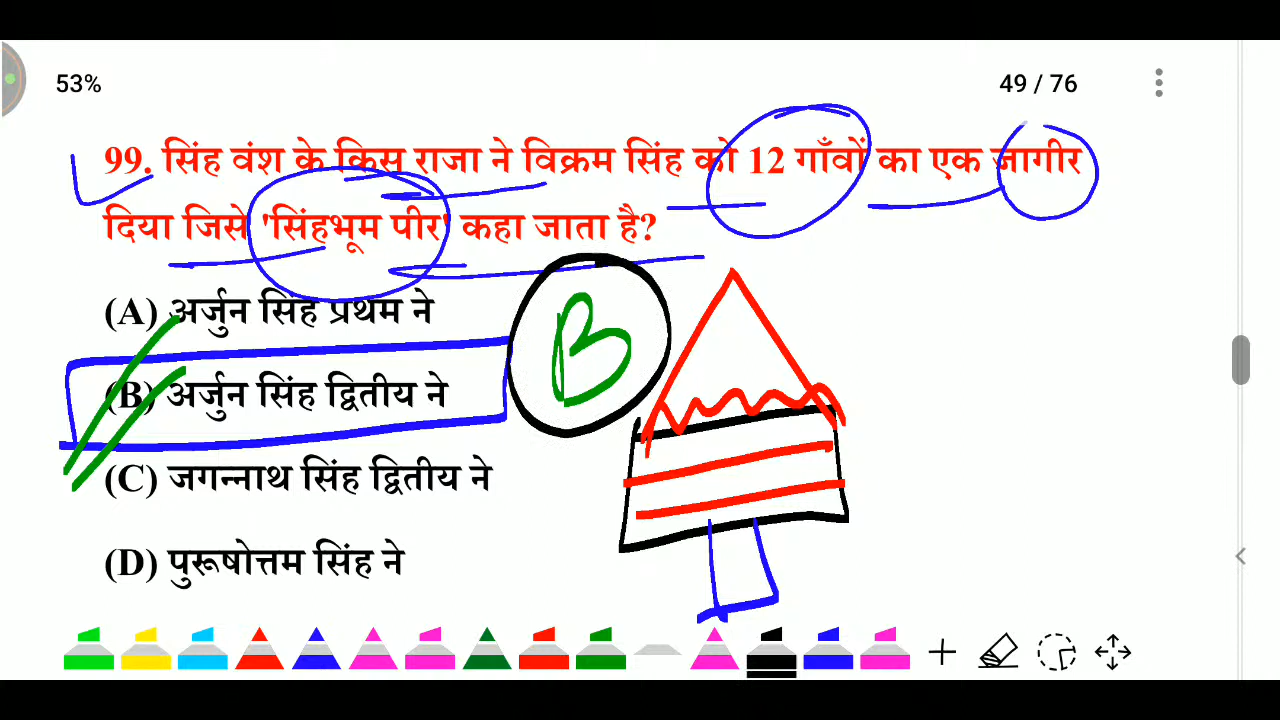 53%
49 / 76
99. सिंह वंश के किस राजा ने विक्रम सिंह को 12 गाँवों का एक जागीर
दिया जिसे 'सिंहभूम पीर' कहा जाता है?
(A) अर्जुन सिंह प्रथम ने
B
(B) अर्जुन सिंह द्वितीय ने
(C) जगन्नाथ सिंह द्वितीय ने
(D) पुरूषोत्तम सिंह ने